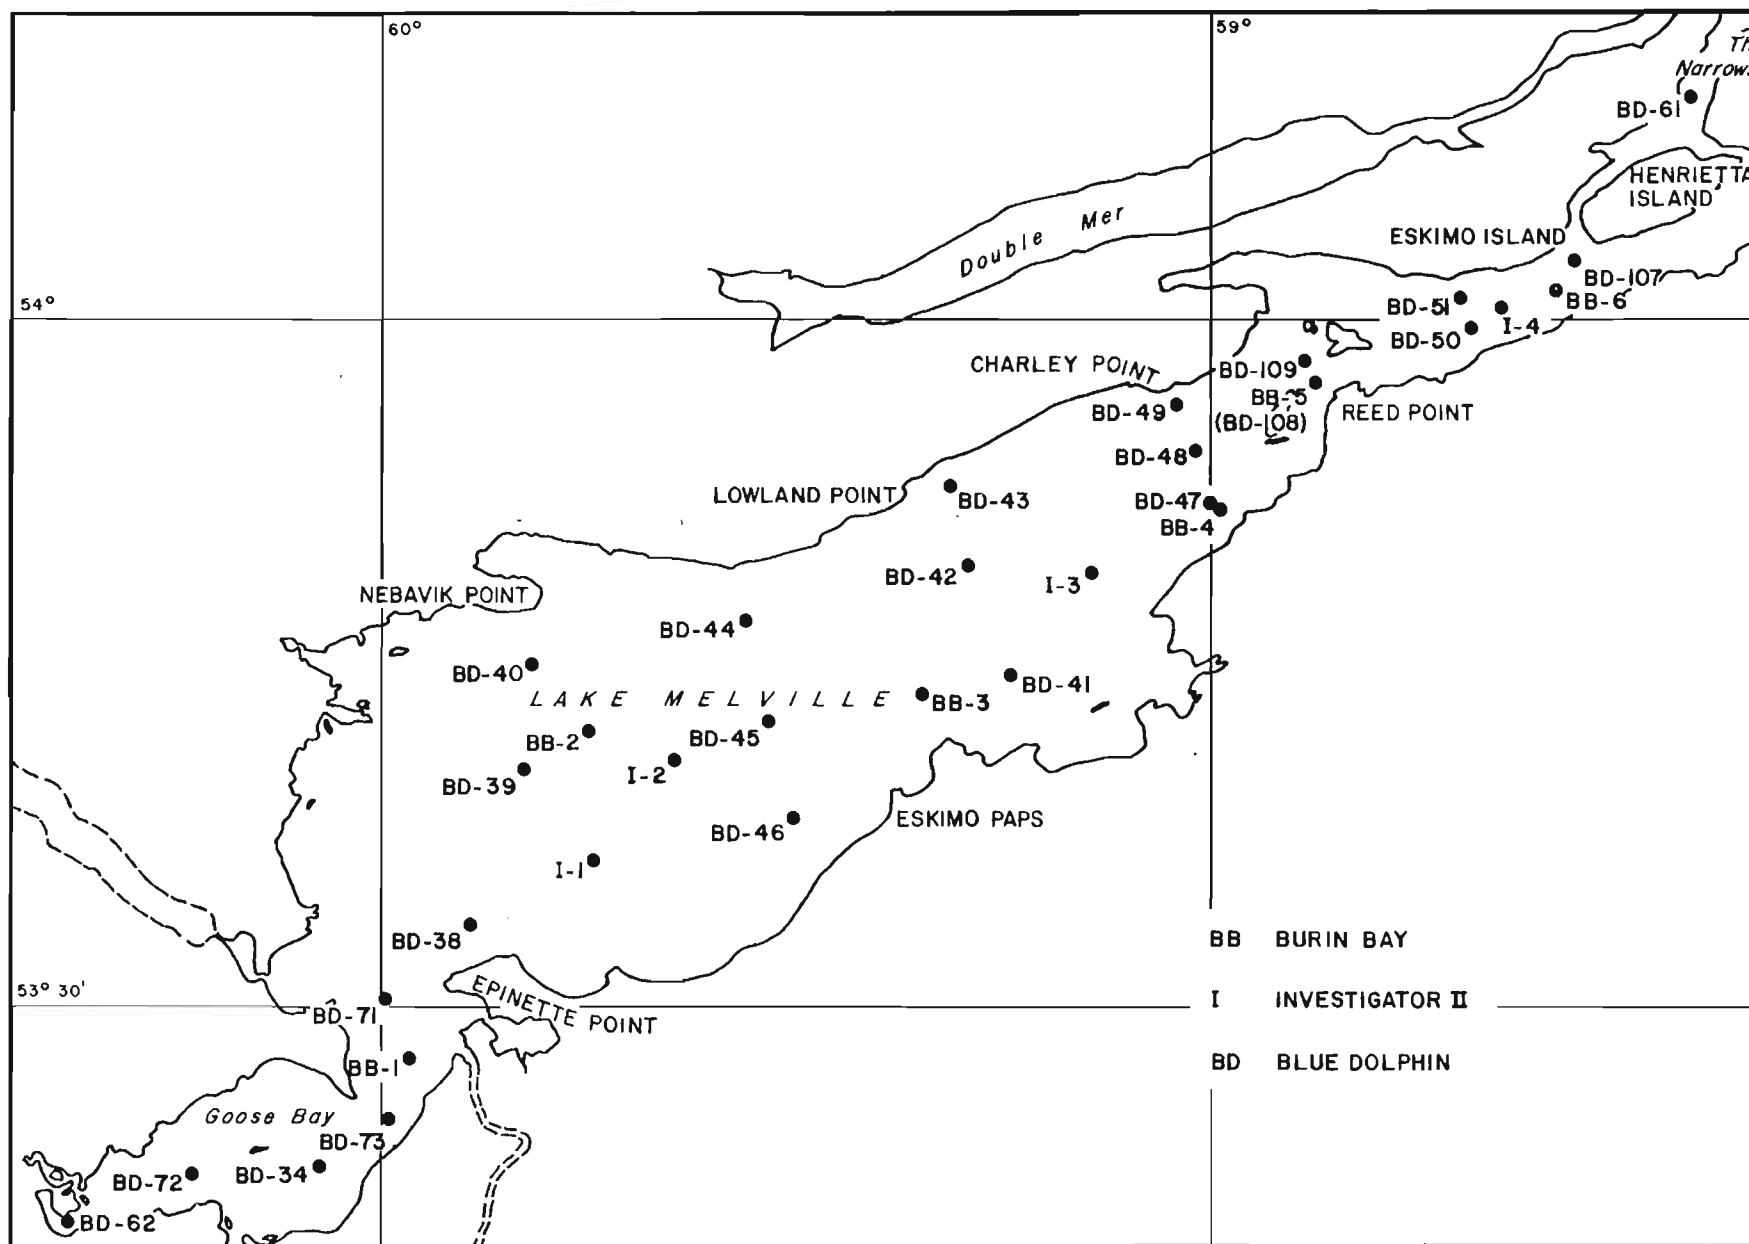 60°
59°
Narrows
BD-61
HENRIETTA
ISLAND
Double Mer
ESKIMO ISLAND
BD-107
54°
BD-51
BB-6
I-4
BD-50
CHARLEY POINT
BD-109
BB-5
(BD-108)
REED POINT
BD-49
BD-48
LOWLAND POINT
BD-43
BD-47
BB-4
BD-42
I-3
NEBAVIK POINT
BD-44
BD-40
BD-41
LAKE MELVILLE
BB-3
BB-2
BD-45
I-2
BD-39
ESKIMO PAPS
BD-46
I-1
BD-38
BB BURIN BAY
53° 30'
EPINETTE POINT
I INVESTIGATOR II
BD-71
BB-1
BD BLUE DOLPHIN
Goose Bay
BD-73
BD-72
BD-34
BD-62